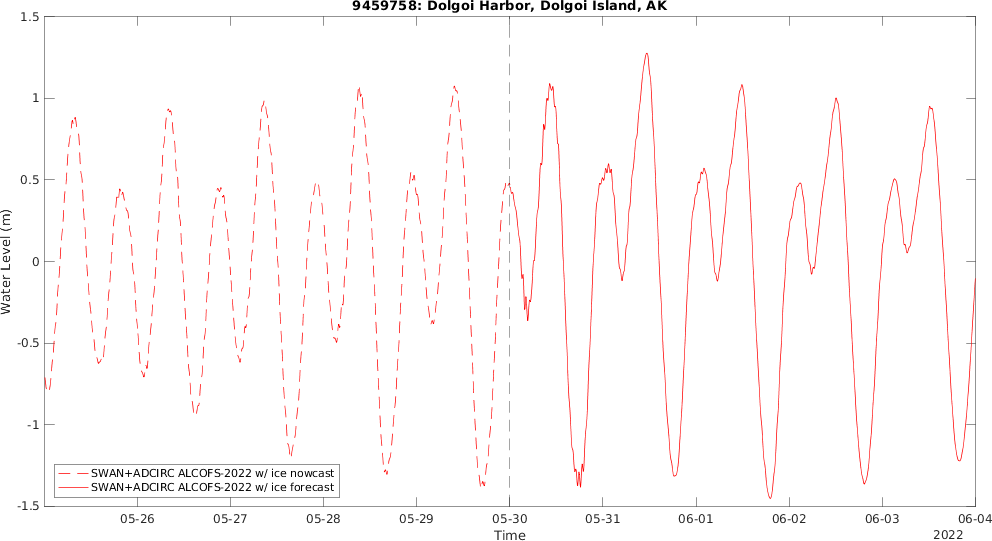 9459758: Dolgoi Harbor, Dolgoi Island, AK
1.5
1
0.5
0
-0.5
-1
-1.5
Water Level (m)
SWAN+ADCIRC ALCOFS-2022 w/ ice nowcast
SWAN+ADCIRC ALCOFS-2022 w/ ice forecast
05-26 05-27 05-28 05-29 05-30 05-31 06-01 06-02 06-03 06-04
Time
2022